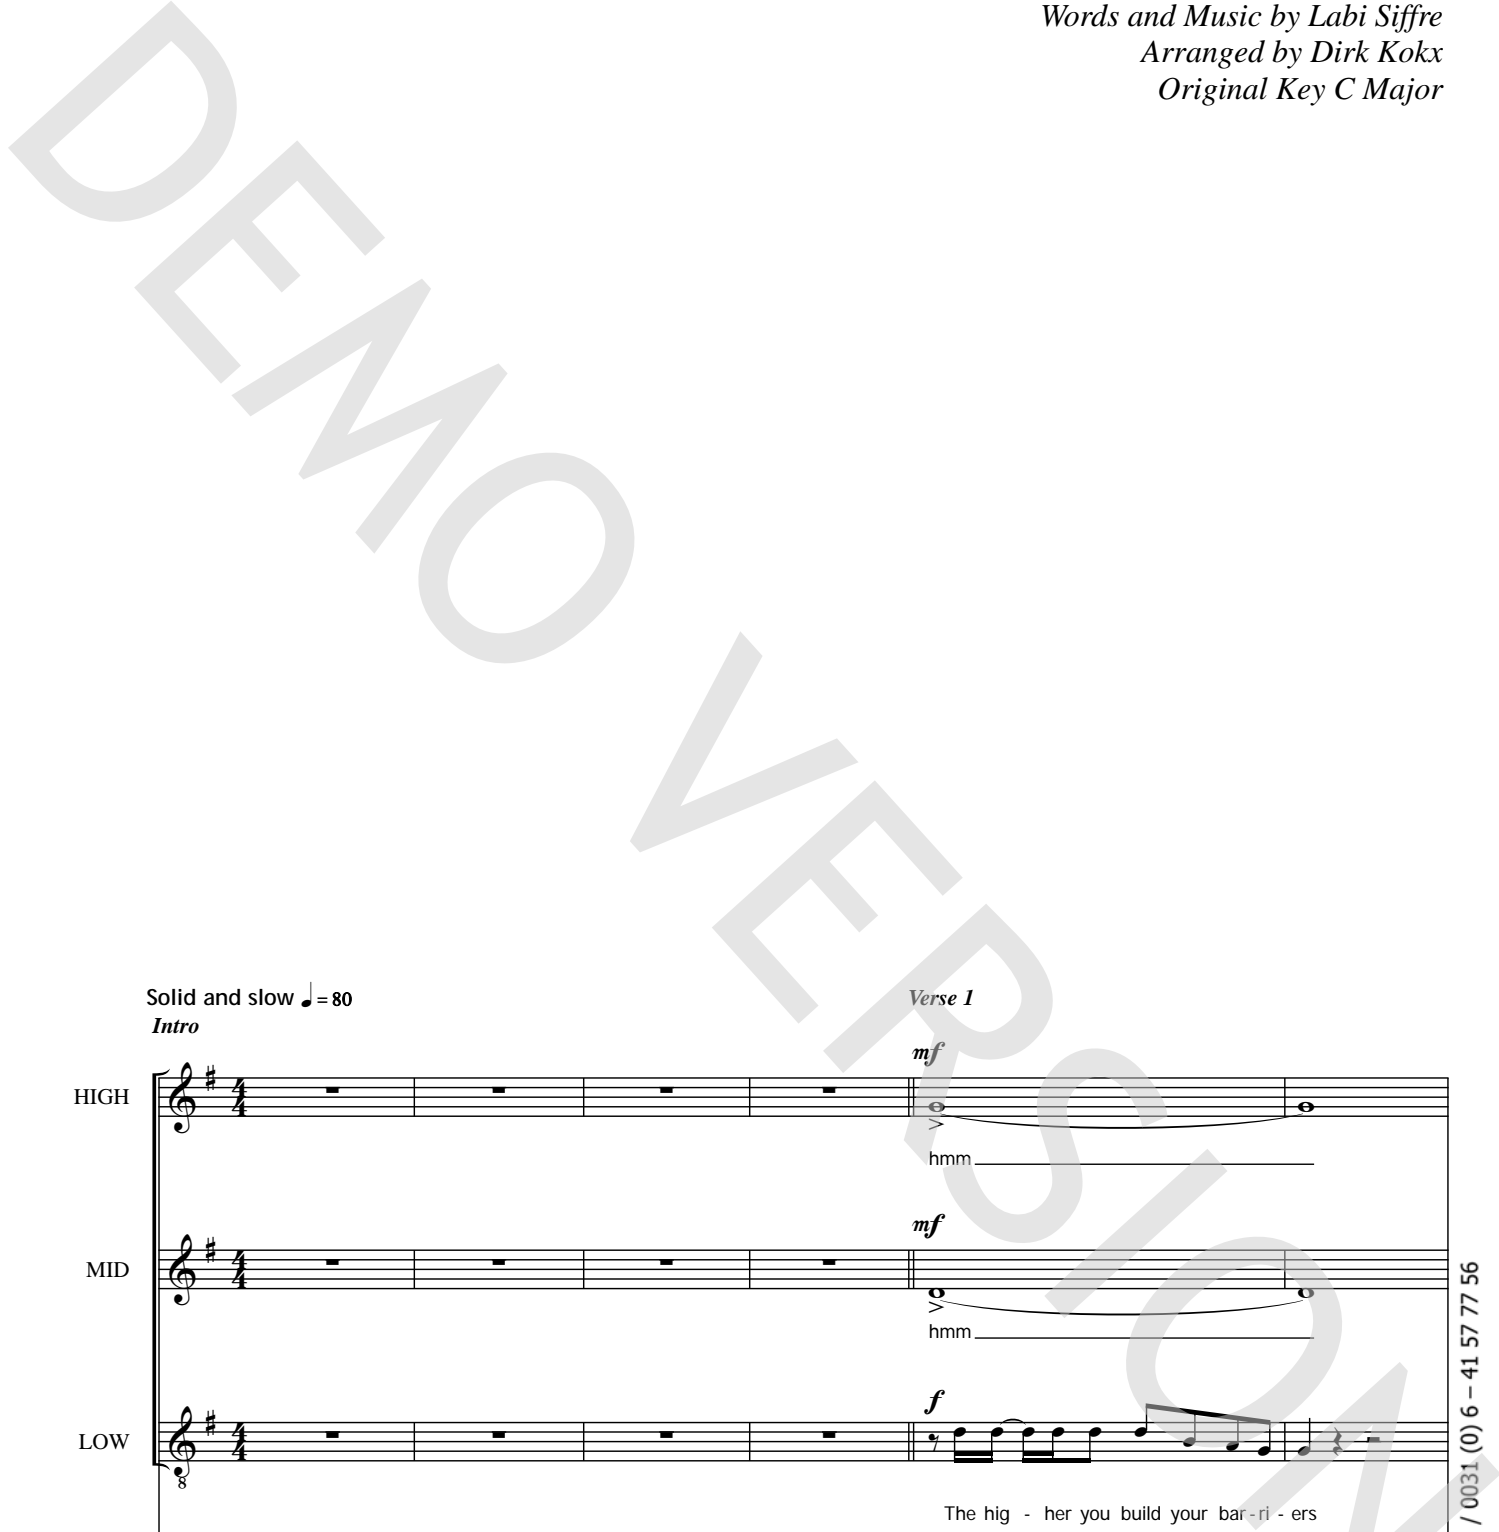 Words and Music by Labi Siffre
Arranged by Dirk Kokx
Original Key C Major
DEMO VERSION
Solid and slow ♩= 80
Intro
Verse 1
mf
HIGH
hmm
mf
MID
hmm
f
LOW
8
The hig - her you build your bar - ri - ers
/ 0031 (0) 6 – 41 57 77 56